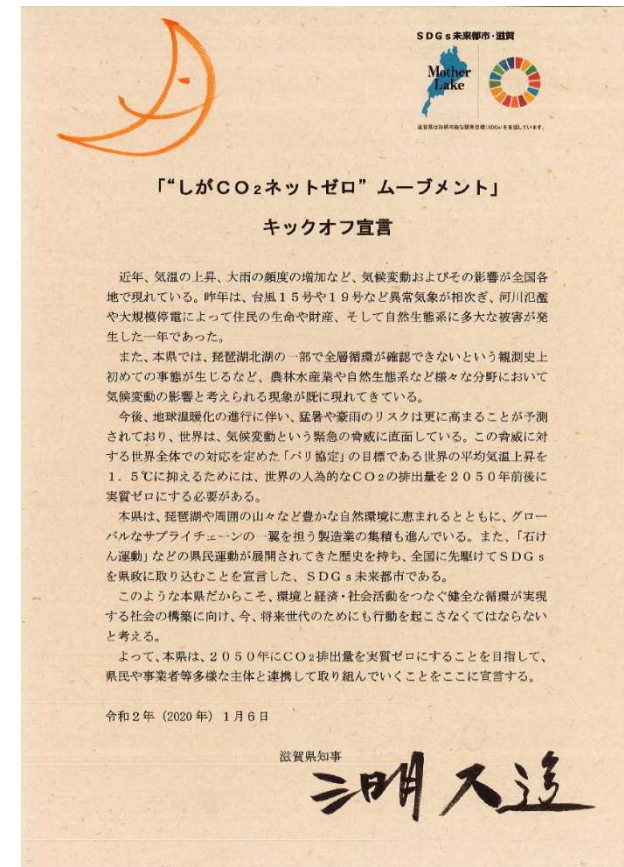 SDGs未来都市・滋賀
Mother
Lake
滋賀県は持続可能な開発目標(SDGs)を支援しています。
「“しがCO₂ネットゼロ”ムーブメント」
キックオフ宣言
近年、気温の上昇、大雨の頻度の増加など、気候変動およびその影響が全国各
地で現れている。昨年は、台風15号や19号など異常気象が相次ぎ、河川氾濫
や大規模停電によって住民の生命や財産、そして自然生態系に多大な被害が発
生した一年であった。
また、本県では、琵琶湖北湖の一部で全層循環が確認できないという観測史上
初めての事態が生じるなど、農林水産業や自然生態系など様々な分野において
気候変動の影響と考えられる現象が既に現れてきている。
今後、地球温暖化の進行に伴い、猛暑や豪雨のリスクは更に高まることが予測
されており、世界は、気候変動という緊急の脅威に直面している。この脅威に対
する世界全体での対応を定めた「パリ協定」の目標である世界の平均気温上昇を
1.5℃に抑えるためには、世界の人為的なCO₂の排出量を2050年前後に
実質ゼロにする必要がある。
本県は、琵琶湖や周囲の山々など豊かな自然環境に恵まれるとともに、グロー
バルなサプライチェーンの一翼を担う製造業の集積も進んでいる。また、「石け
ん運動」などの県民運動が展開されてきた歴史を持ち、全国に先駆けてSDGs
を県政に取り込むことを宣言した、SDGs未来都市である。
このような本県だからこそ、環境と経済・社会活動をつなぐ健全な循環が実現
する社会の構築に向け、今、将来世代のためにも行動を起こさなくてはならない
と考える。
よって、本県は、2050年にCO₂排出量を実質ゼロにすることを目指して、
県民や事業者等多様な主体と連携して取り組んでいくことをここに宣言する。
令和2年(2020年)1月6日
滋賀県知事
三日月大造